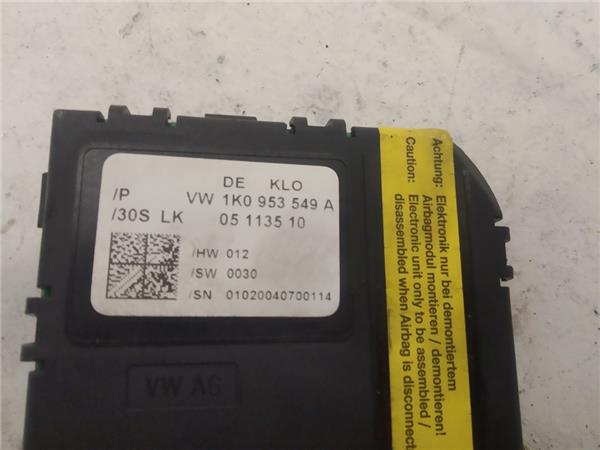 DE KLO
/P VW 1K0 953 549 A
/30S LK 05 1135 10
/HW 012
/SW 0030
/SN 01020040700114
VW AG
Achtung: Elektronik nur bei demontiertem
Airbagmodul montieren / demontieren!
Caution: Electronic unit only to be assembled /
disassembled when Airbag is disconnect